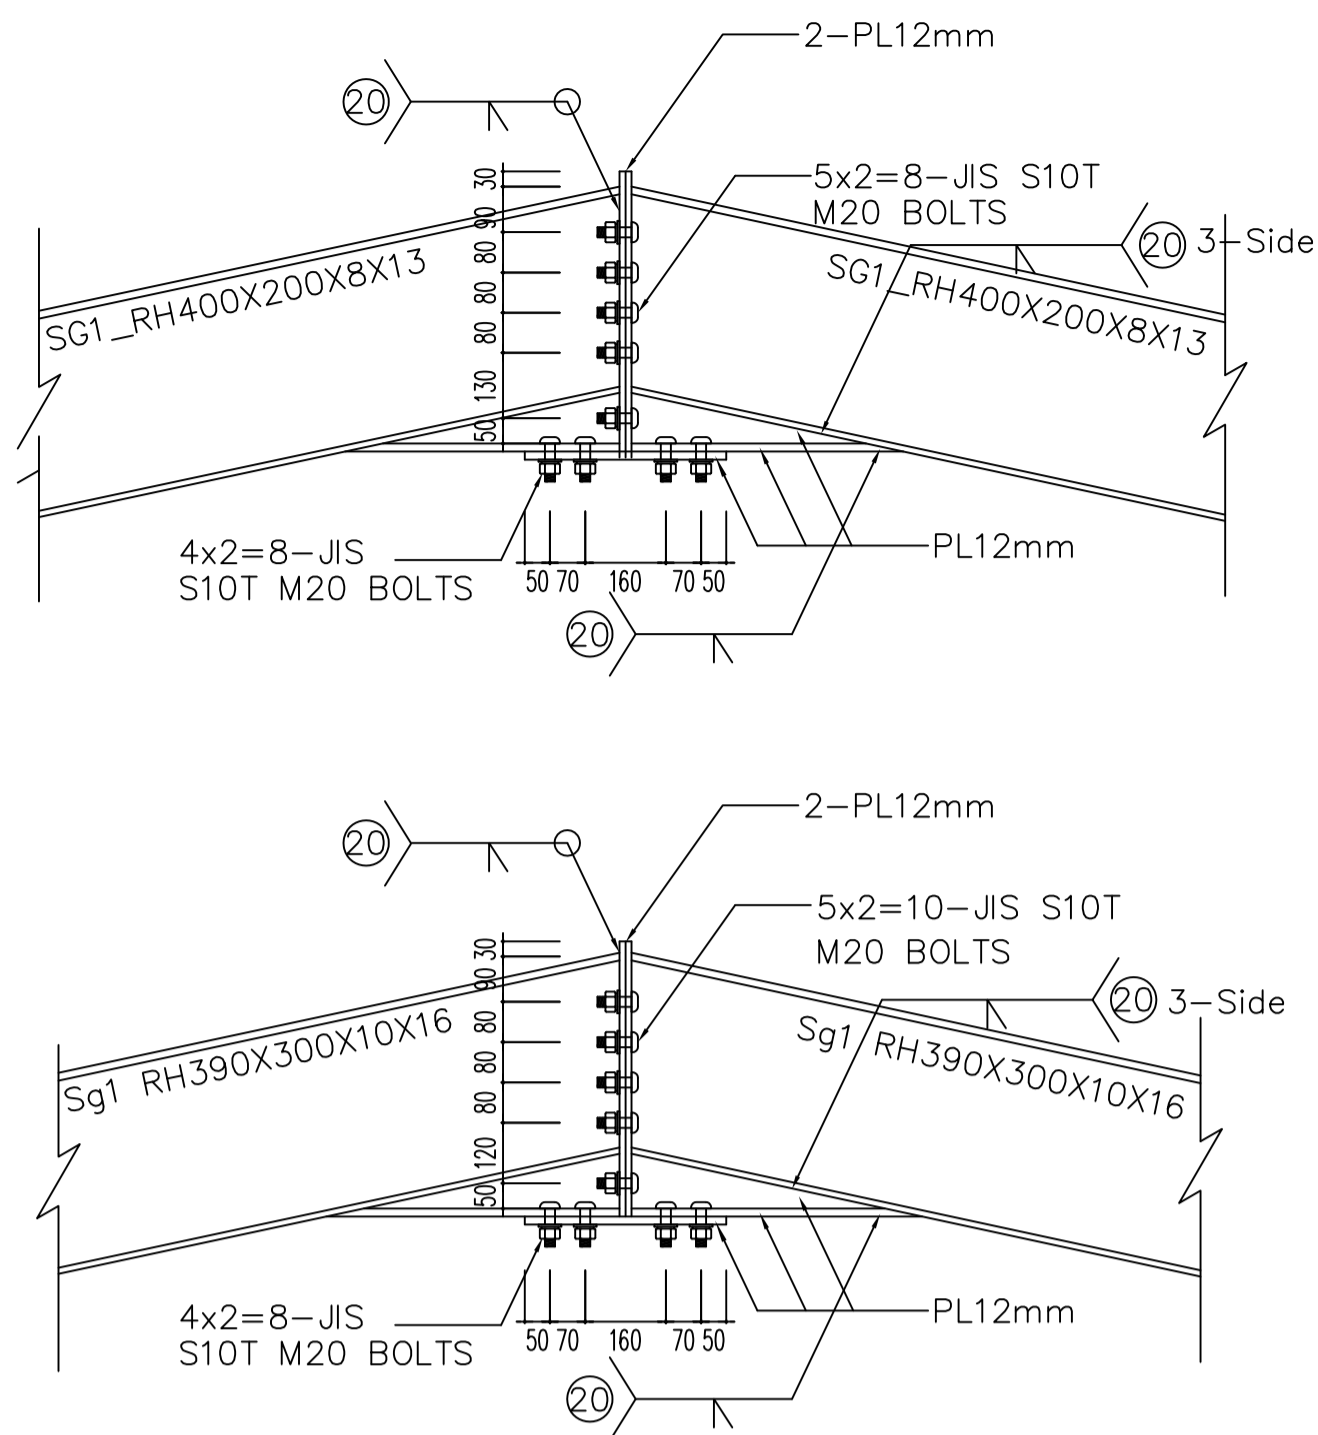 2-PL12mm
20
5x2=8-JIS S10T
M20 BOLTS
20 3-Side
SG1_RH400X200X8X13
SG1_RH400X200X8X13
30
90
80
80
80
130
50
4x2=8-JIS
S10T M20 BOLTS
50 70 160 70 50
PL12mm
20
2-PL12mm
20
5x2=10-JIS S10T
M20 BOLTS
20 3-Side
Sg1 RH390X300X10X16
Sg1 RH390X300X10X16
30
90
80
80
80
120
50
4x2=8-JIS
S10T M20 BOLTS
50 70 160 70 50
PL12mm
20